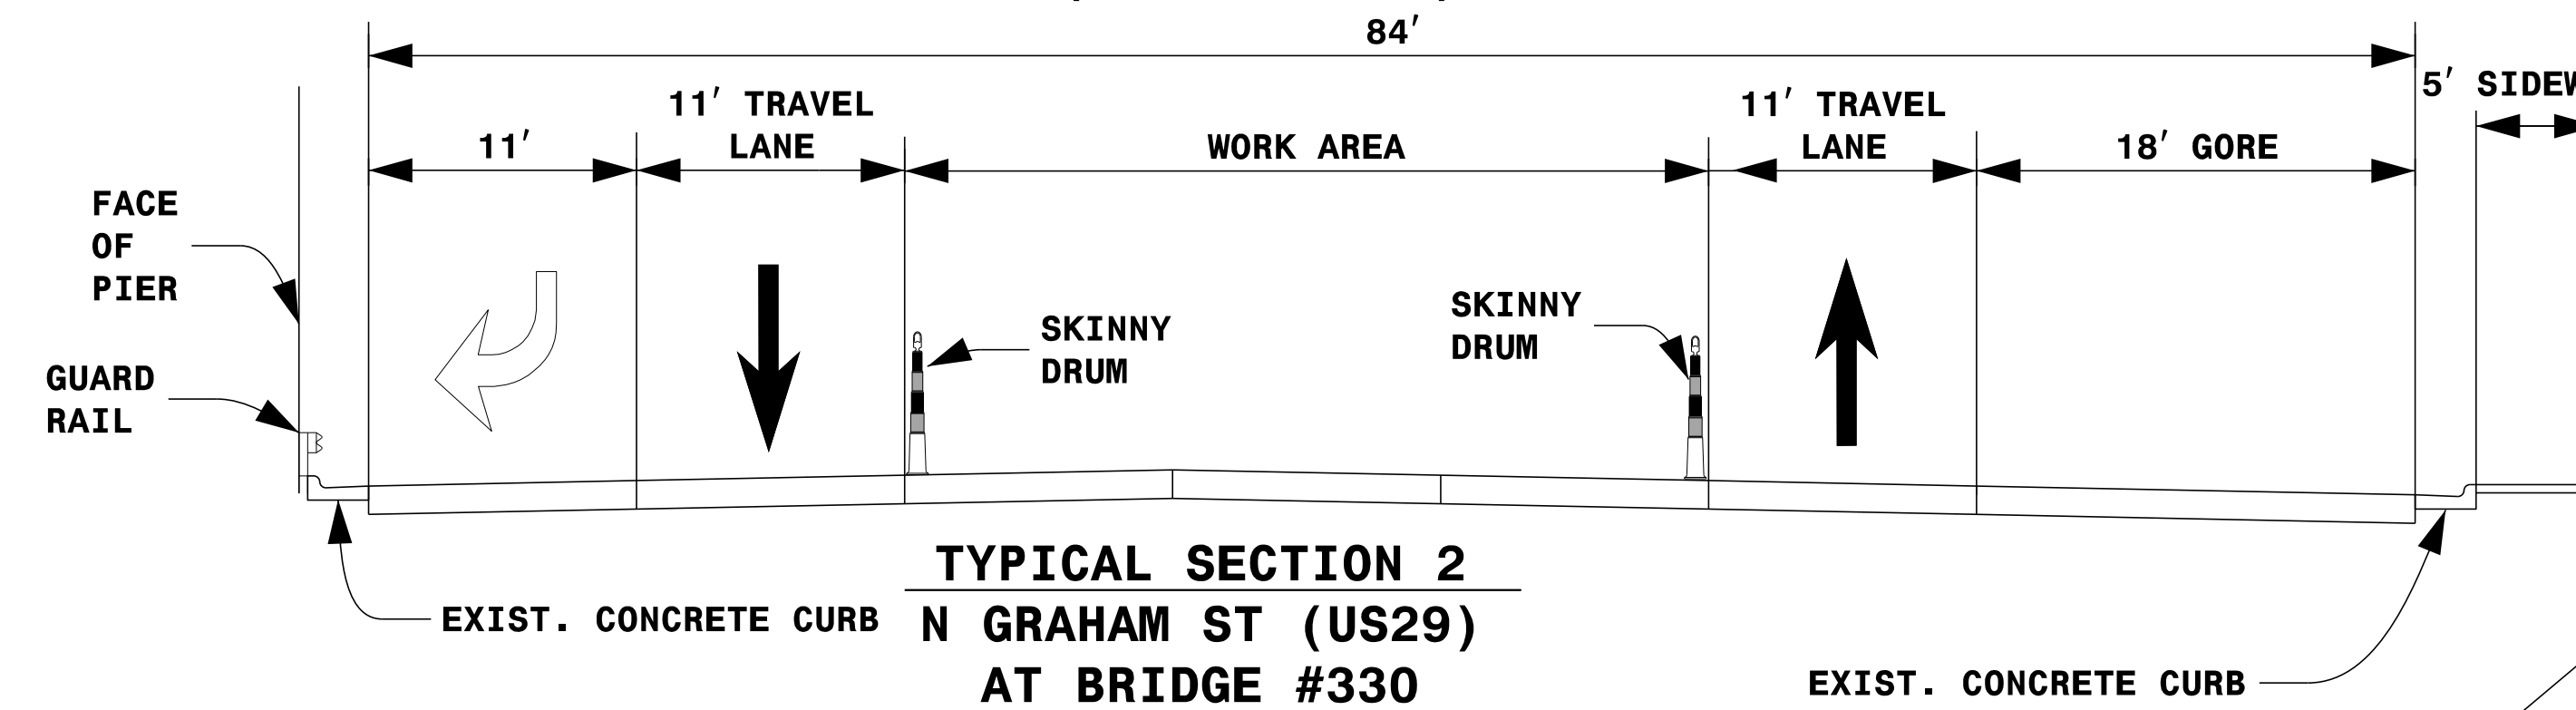 84′
5′ SIDEW
11′ TRAVEL
LANE
11′ TRAVEL
LANE
11′
WORK AREA
18′ GORE
FACE
OF
PIER
SKINNY
DRUM
SKINNY
DRUM
GUARD
RAIL
TYPICAL SECTION 2
EXIST. CONCRETE CURB
N GRAHAM ST (US29)
AT BRIDGE #330
EXIST. CONCRETE CURB